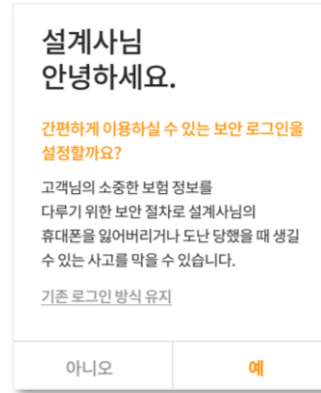 설계사님
안녕하세요.
간편하게 이용하실 수 있는 보안 로그인을
설정할까요?
고객님의 소중한 보험 정보를
다루기 위한 보안 절차로 설계사님의
휴대폰을 잃어버리거나 도난 당했을 때 생길
수 있는 사고를 막을 수 있습니다.
기존 로그인 방식 유지
아니오
예